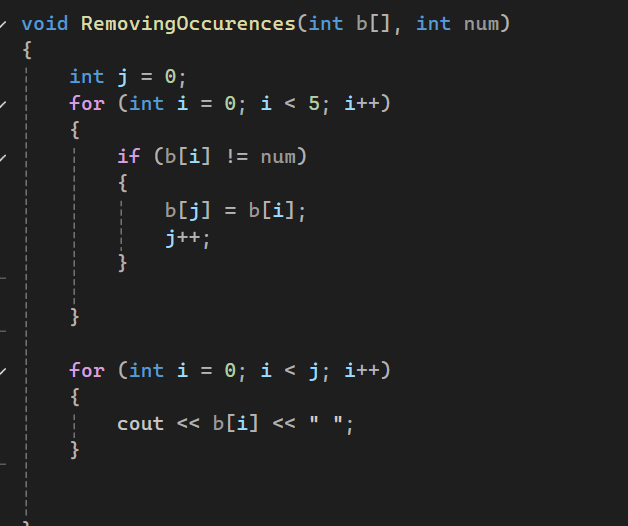 void RemovingOccurences(int b[], int num)
{
    int j = 0;
    for (int i = 0; i < 5; i++)
    {
        if (b[i] != num)
        {
            b[j] = b[i];
            j++;
        }
    }
    for (int i = 0; i < j; i++)
    {
        cout << b[i] << " ";
    }
}